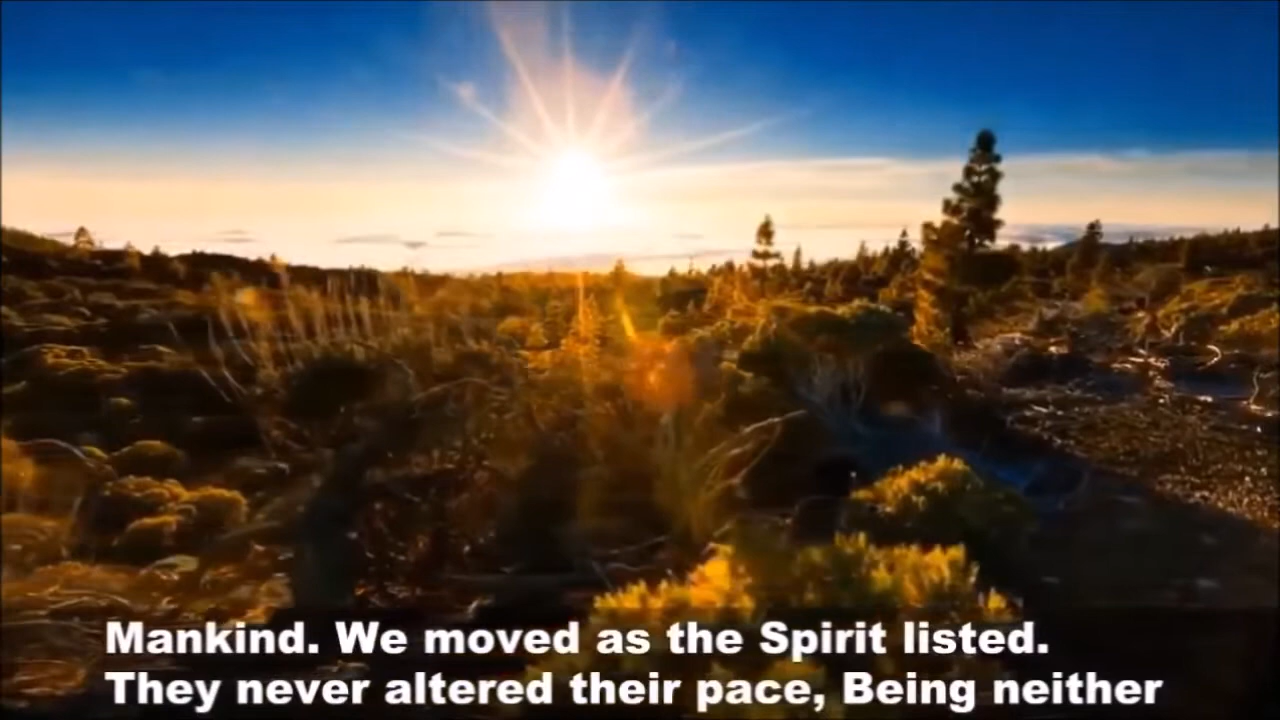 Mankind. We moved as the Spirit listed.
They never altered their pace, Being neither